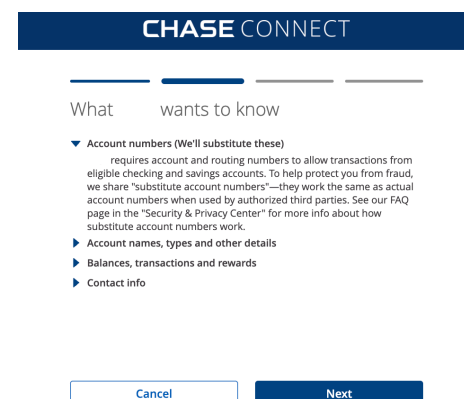 CHASE CONNECT
What wants to know
Account numbers (We'll substitute these)
requires account and routing numbers to allow transactions from
eligible checking and savings accounts. To help protect you from fraud,
we share "substitute account numbers"—they work the same as actual
account numbers when used by authorized third parties. See our FAQ
page in the "Security & Privacy Center" for more info about how
substitute account numbers work.
Account names, types and other details
Balances, transactions and rewards
Contact info
Cancel
Next